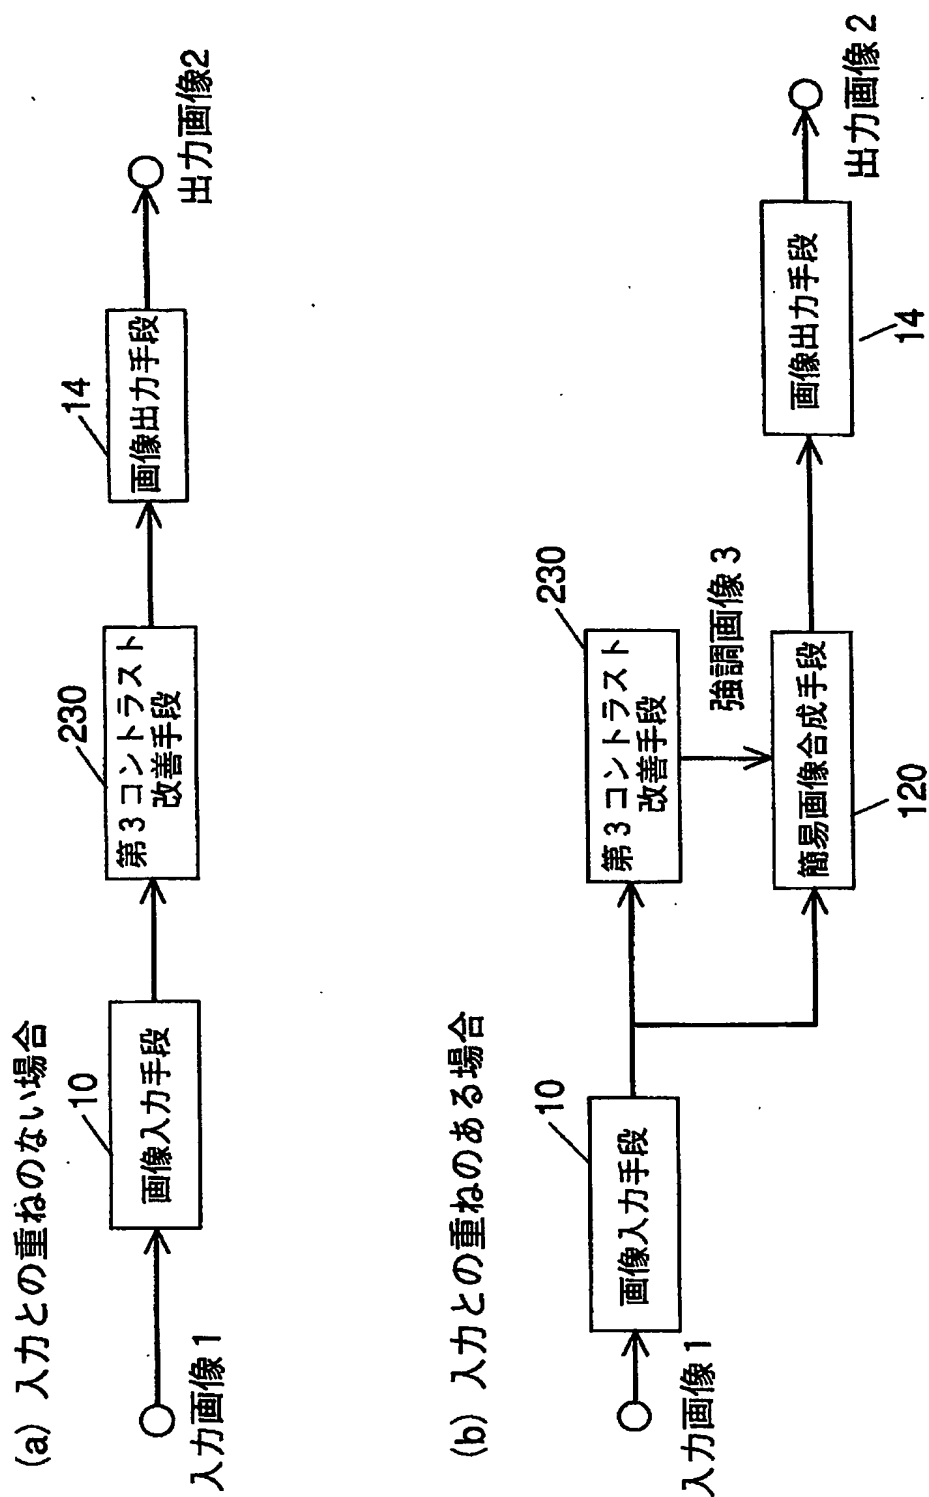 (a) 入力との重ねのない場合
入力画像1
10
画像入力手段
230
第3コントラスト
改善手段
14
画像出力手段
出力画像2
(b) 入力との重ねのある場合
入力画像1
10
画像入力手段
230
第3コントラスト
改善手段
強調画像3
簡易画像合成手段
120
画像出力手段
14
出力画像2